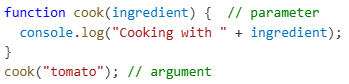 function cook(ingredient) {  // parameter
  console.log("Cooking with " + ingredient);
}
cook("tomato"); // argument